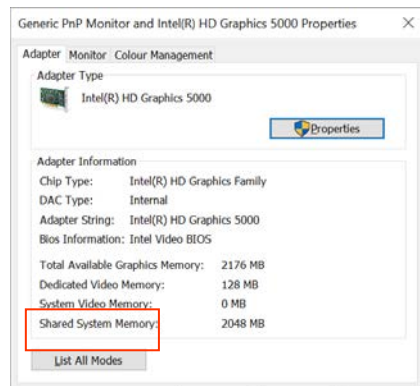 Generic PnP Monitor and Intel(R) HD Graphics 5000 Properties
Adapter Monitor Colour Management
Adapter Type
Intel(R) HD Graphics 5000
Properties
Adapter Information
Chip Type: Intel(R) HD Graphics Family
DAC Type: Internal
Adapter String: Intel(R) HD Graphics 5000
Bios Information: Intel Video BIOS
Total Available Graphics Memory: 2176 MB
Dedicated Video Memory: 128 MB
System Video Memory: 0 MB
Shared System Memory: 2048 MB
List All Modes